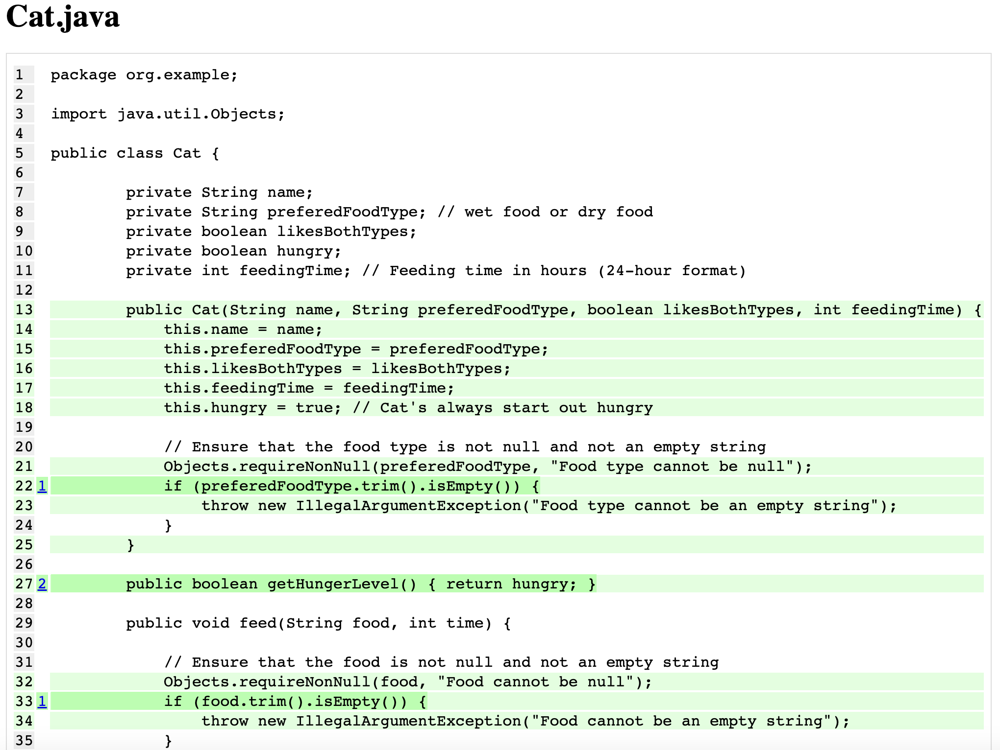 Cat.java
1 package org.example;
2
3 import java.util.Objects;
4
5 public class Cat {
6
7 private String name;
8 private String preferedFoodType; // wet food or dry food
9 private boolean likesBothTypes;
10 private boolean hungry;
11 private int feedingTime; // Feeding time in hours (24-hour format)
12
13 public Cat(String name, String preferedFoodType, boolean likesBothTypes, int feedingTime) {
14 this.name = name;
15 this.preferedFoodType = preferedFoodType;
16 this.likesBothTypes = likesBothTypes;
17 this.feedingTime = feedingTime;
18 this.hungry = true; // Cat's always start out hungry
19
20 // Ensure that the food type is not null and not an empty string
21 Objects.requireNonNull(preferedFoodType, "Food type cannot be null");
22 1 if (preferedFoodType.trim().isEmpty()) {
23 throw new IllegalArgumentException("Food type cannot be an empty string");
24 }
25 }
26
27 2 public boolean getHungerLevel() { return hungry; }
28
29 public void feed(String food, int time) {
30
31 // Ensure that the food is not null and not an empty string
32 Objects.requireNonNull(food, "Food cannot be null");
33 1 if (food.trim().isEmpty()) {
34 throw new IllegalArgumentException("Food cannot be an empty string");
35 }